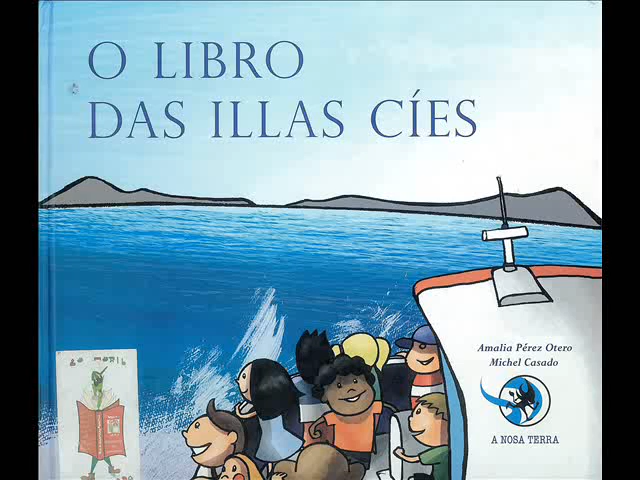 O LIBRO
DAS ILLAS CÍES
Amalia Pérez Otero
Michel Casado
A NOSA TERRA